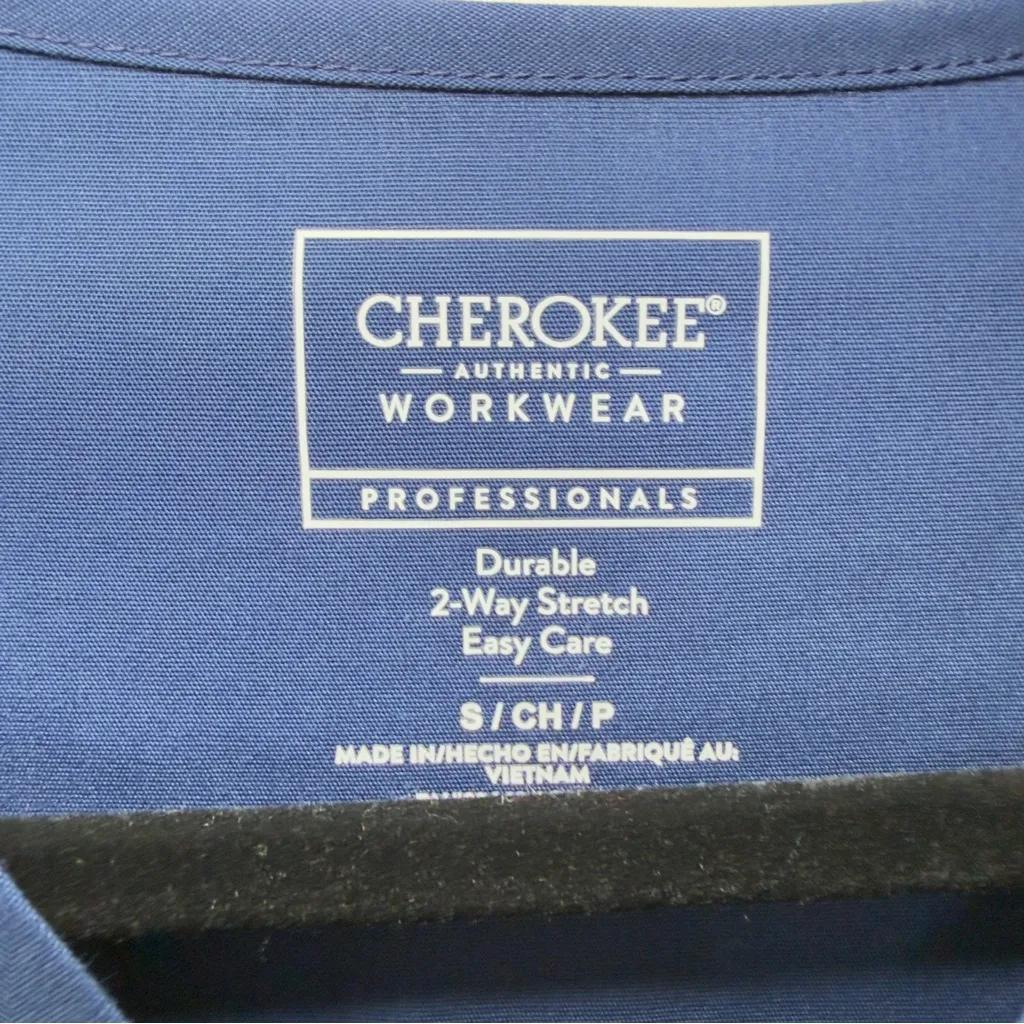 CHEROKEE®
AUTHENTIC
WORKWEAR
PROFESSIONALS
Durable
2-Way Stretch
Easy Care
S / CH / P
MADE IN/HECHO EN/FABRIQUÉ AU:
VIETNAM